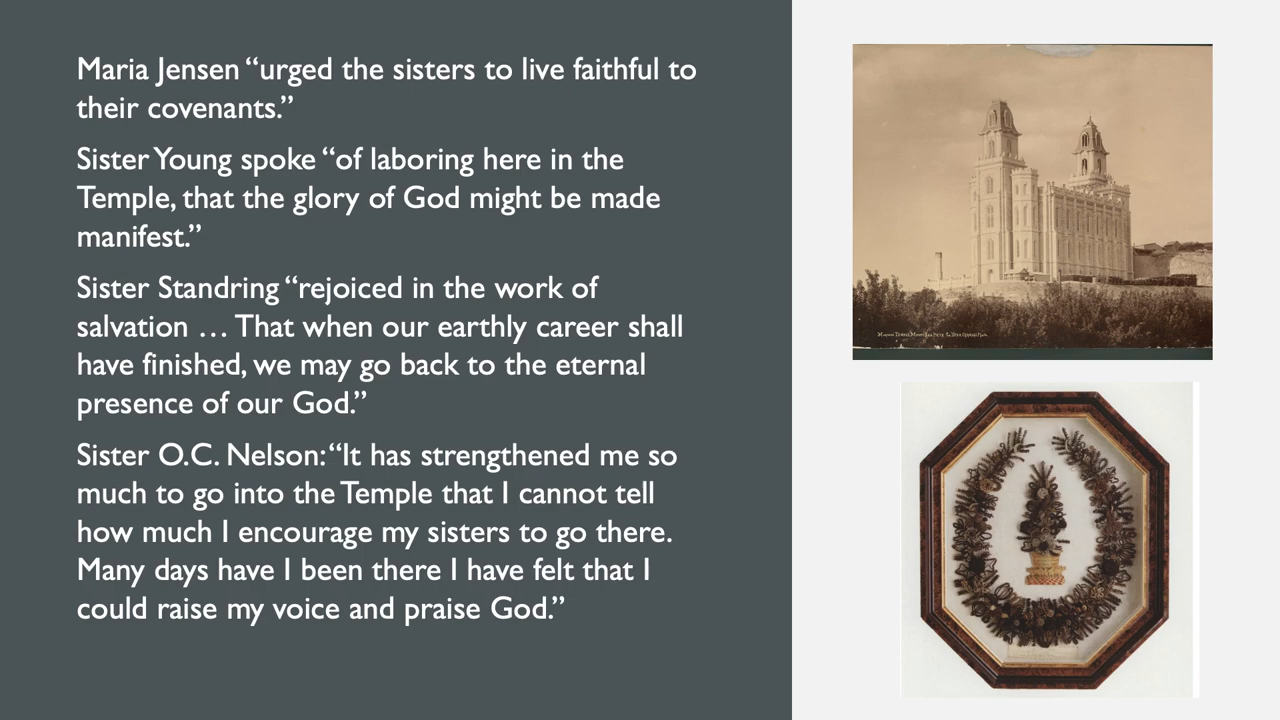 Maria Jensen “urged the sisters to live faithful to
their covenants.”
Sister Young spoke “of laboring here in the
Temple, that the glory of God might be made
manifest.”
Sister Standring “rejoiced in the work of
salvation … That when our earthly career shall
have finished, we may go back to the eternal
presence of our God.”
Sister O.C. Nelson: “It has strengthened me so
much to go into the Temple that I cannot tell
how much I encourage my sisters to go there.
Many days have I been there I have felt that I
could raise my voice and praise God.”